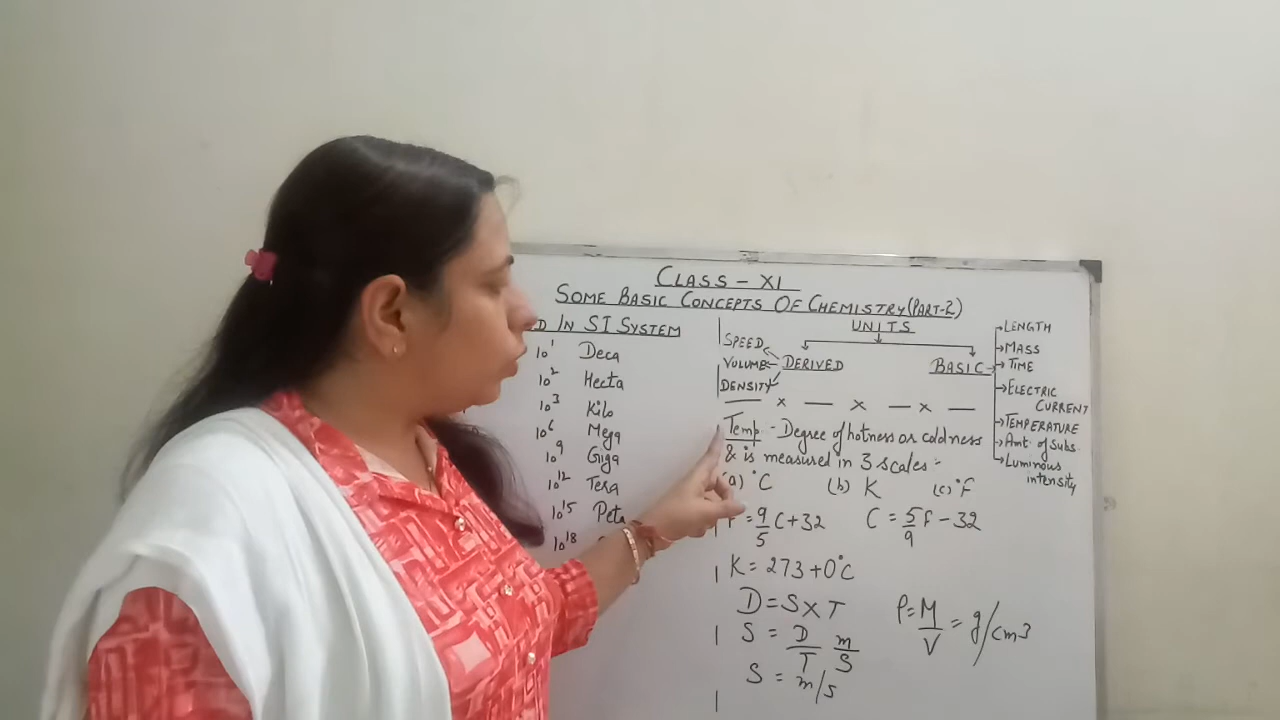 CLASS - XI
SOME BASIC CONCEPTS OF CHEMISTRY (PART-2)
IN SI SYSTEM
10¹ Deca
10² Hecta
10³ Kilo
10⁶ Mega
10⁹ Giga
10¹² Tera
10¹⁵ Peta
10¹⁸
UNITS
DERIVED
SPEED
VOLUME
DENSITY
BASIC
LENGTH
MASS
TIME
ELECTRIC
CURRENT
TEMPERATURE
Amt. of Subs.
Luminous
intensity
Temp - Degree of hotness or coldness
& is measured in 3 scales :-
(a) °C (b) K (c) °F
F = 9/5 C + 32 C = 5/9 F - 32
K = 273 + 0°C
D = S X T
S = D/T m/s
S = m/s
P = M/V = g/cm3